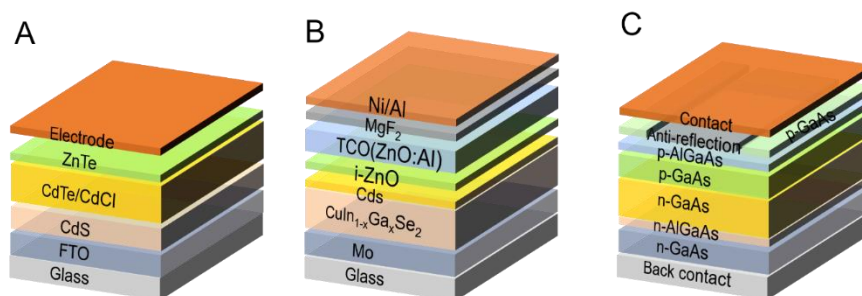 A
Electrode
ZnTe
CdTe/CdCl
CdS
FTO
Glass
B
Ni/Al
MgF₂
TCO(ZnO:Al)
i-ZnO
Cds
CuIn₁₋ₓGaₓSe₂
Mo
Glass
C
Contact
p-GaAs
Anti-reflection
p-AlGaAs
p-GaAs
n-GaAs
n-AlGaAs
n-GaAs
Back contact